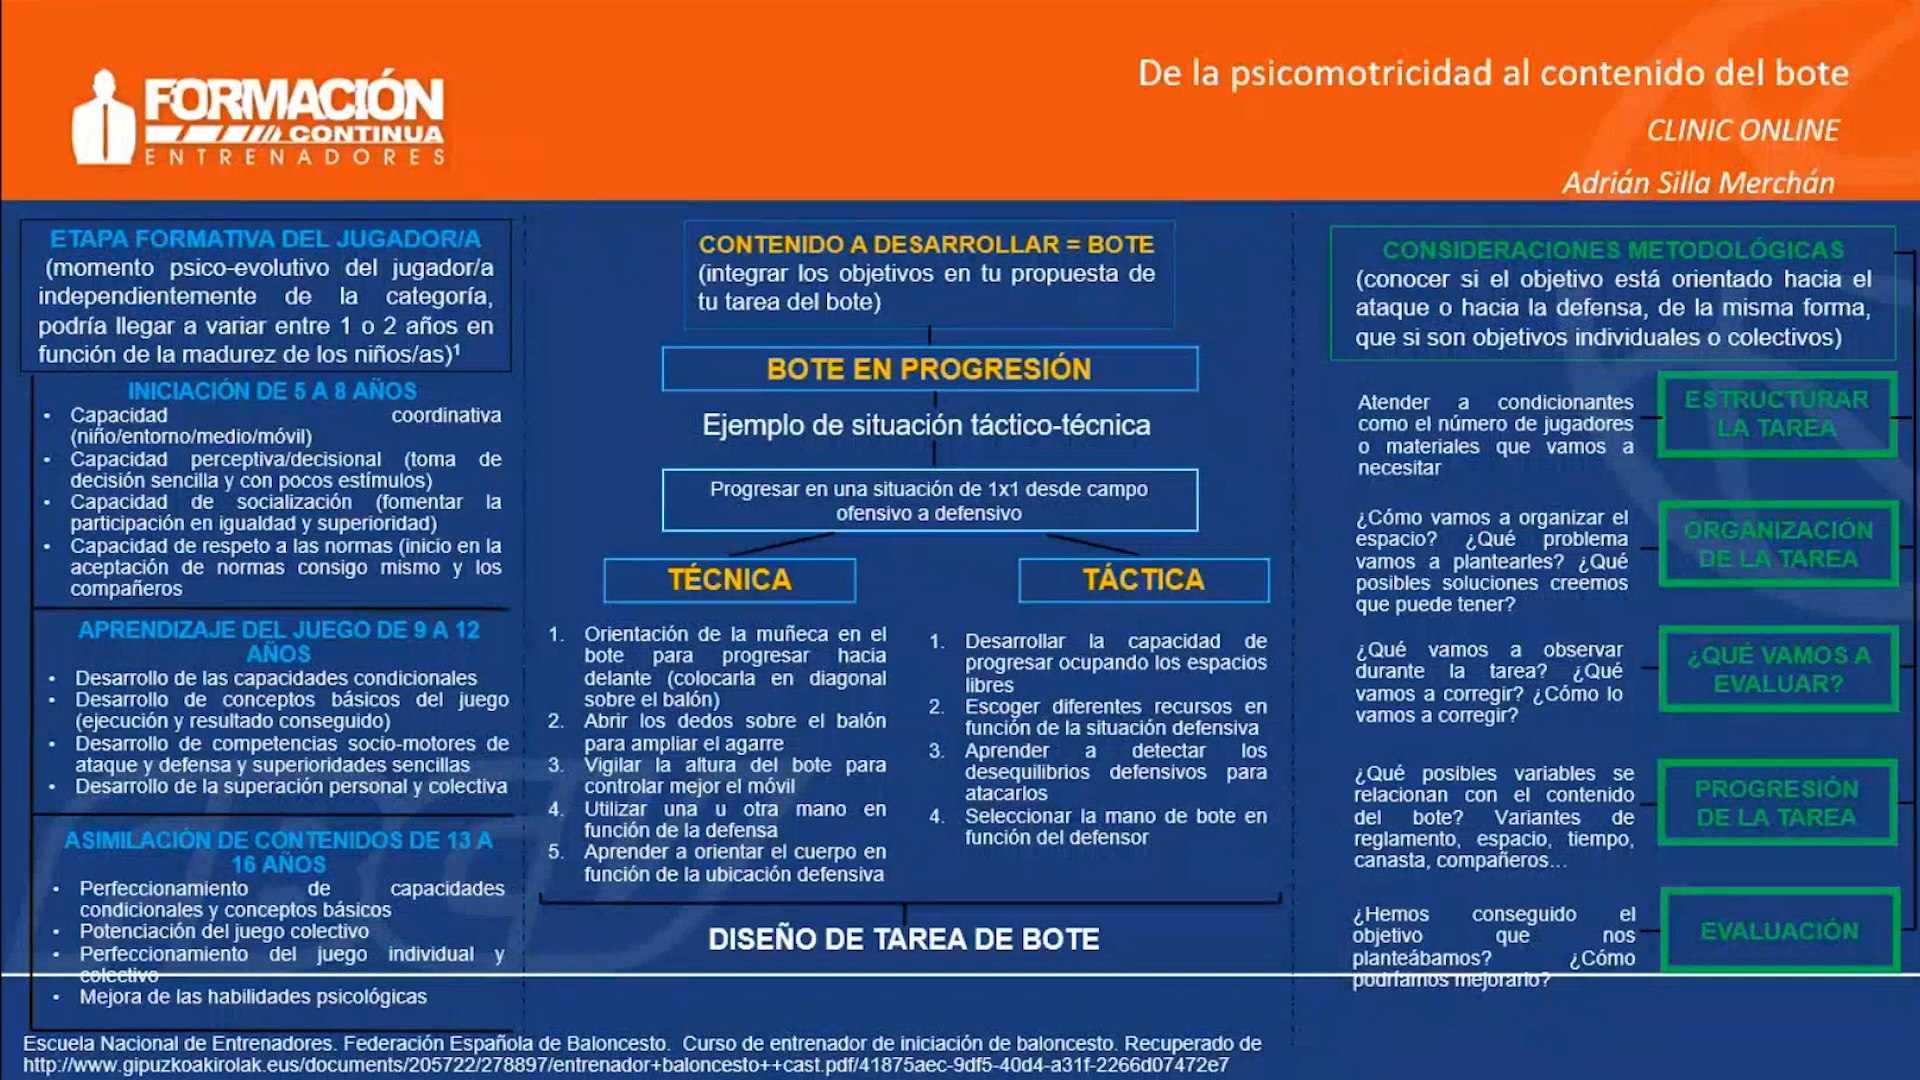 FORMACIÓN
CONTINUA
ENTRENADORES
De la psicomotricidad al contenido del bote
CLINIC ONLINE
Adrián Silla Merchán
ETAPA FORMATIVA DEL JUGADOR/A
(momento psico-evolutivo del jugador/a
independientemente de la categoría,
podría llegar a variar entre 1 o 2 años en
función de la madurez de los niños/as)¹
INICIACIÓN DE 5 A 8 AÑOS
• Capacidad coordinativa
(niño/entorno/medio/móvil)
• Capacidad perceptiva/decisional (toma de
decisión sencilla y con pocos estímulos)
• Capacidad de socialización (fomentar la
participación en igualdad y superioridad)
• Capacidad de respeto a las normas (inicio en la
aceptación de normas consigo mismo y los
compañeros
APRENDIZAJE DEL JUEGO DE 9 A 12
AÑOS
• Desarrollo de las capacidades condicionales
• Desarrollo de conceptos básicos del juego
(ejecución y resultado conseguido)
• Desarrollo de competencias socio-motores de
ataque y defensa y superioridades sencillas
• Desarrollo de la superación personal y colectiva
ASIMILACIÓN DE CONTENIDOS DE 13 A
16 AÑOS
• Perfeccionamiento de capacidades
condicionales y conceptos básicos
• Potenciación del juego colectivo
• Perfeccionamiento del juego individual y
colectivo
• Mejora de las habilidades psicológicas
CONTENIDO A DESARROLLAR = BOTE
(integrar los objetivos en tu propuesta de
tu tarea del bote)
BOTE EN PROGRESIÓN
Ejemplo de situación táctico-técnica
Progresar en una situación de 1x1 desde campo
ofensivo a defensivo
TÉCNICA
1. Orientación de la muñeca en el
bote para progresar hacia
delante (colocarla en diagonal
sobre el balón)
2. Abrir los dedos sobre el balón
para ampliar el agarre
3. Vigilar la altura del bote para
controlar mejor el móvil
4. Utilizar una u otra mano en
función de la defensa
5. Aprender a orientar el cuerpo en
función de la ubicación defensiva
TÁCTICA
1. Desarrollar la capacidad de
progresar ocupando los espacios
libres
2. Escoger diferentes recursos en
función de la situación defensiva
3. Aprender a detectar los
desequilibrios defensivos para
atacarlos
4. Seleccionar la mano de bote en
función del defensor
DISEÑO DE TAREA DE BOTE
CONSIDERACIONES METODOLÓGICAS
(conocer si el objetivo está orientado hacia el
ataque o hacia la defensa, de la misma forma,
que si son objetivos individuales o colectivos)
Atender a condicionantes
como el número de jugadores
o materiales que vamos a
necesitar
ESTRUCTURAR
LA TAREA
¿Cómo vamos a organizar el
espacio? ¿Qué problema
vamos a plantearles? ¿Qué
posibles soluciones creemos
que puede tener?
ORGANIZACIÓN
DE LA TAREA
¿Qué vamos a observar
durante la tarea? ¿Qué
vamos a corregir? ¿Cómo lo
vamos a corregir?
¿QUÉ VAMOS A
EVALUAR?
¿Qué posibles variables se
relacionan con el contenido
del bote? Variantes de
reglamento, espacio, tiempo,
canasta, compañeros…
PROGRESIÓN
DE LA TAREA
¿Hemos conseguido el
objetivo que nos
planteábamos? ¿Cómo
podríamos mejorarlo?
EVALUACIÓN
Escuela Nacional de Entrenadores. Federación Española de Baloncesto. Curso de entrenador de iniciación de baloncesto. Recuperado de
http://www.gipuzkoakirolak.eus/documents/205722/278897/entrenador+baloncesto++cast.pdf/41875aec-9df5-40d4-a31f-2266d07472e7